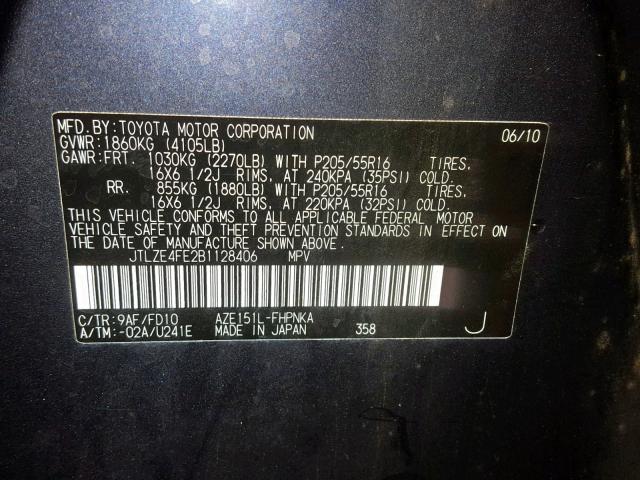 MFD.BY:TOYOTA MOTOR CORPORATION 06/10
GVWR:1860KG (4105LB)
GAWR:FRT. 1030KG (2270LB) WITH P205/55R16 TIRES,
16X6 1/2J RIMS, AT 240KPA (35PSI) COLD.
RR. 855KG (1880LB) WITH P205/55R16 TIRES,
16X6 1/2J RIMS, AT 220KPA (32PSI) COLD.
THIS VEHICLE CONFORMS TO ALL APPLICABLE FEDERAL MOTOR
VEHICLE SAFETY AND THEFT PREVENTION STANDARDS IN EFFECT ON THE
DATE OF MANUFACTURE SHOWN ABOVE.
JTLZE4FE2B1128406 MPV
C/TR:9AF/FD10 AZE151L-FHPNKA
A/TM:-02A/U241E MADE IN JAPAN 358 J